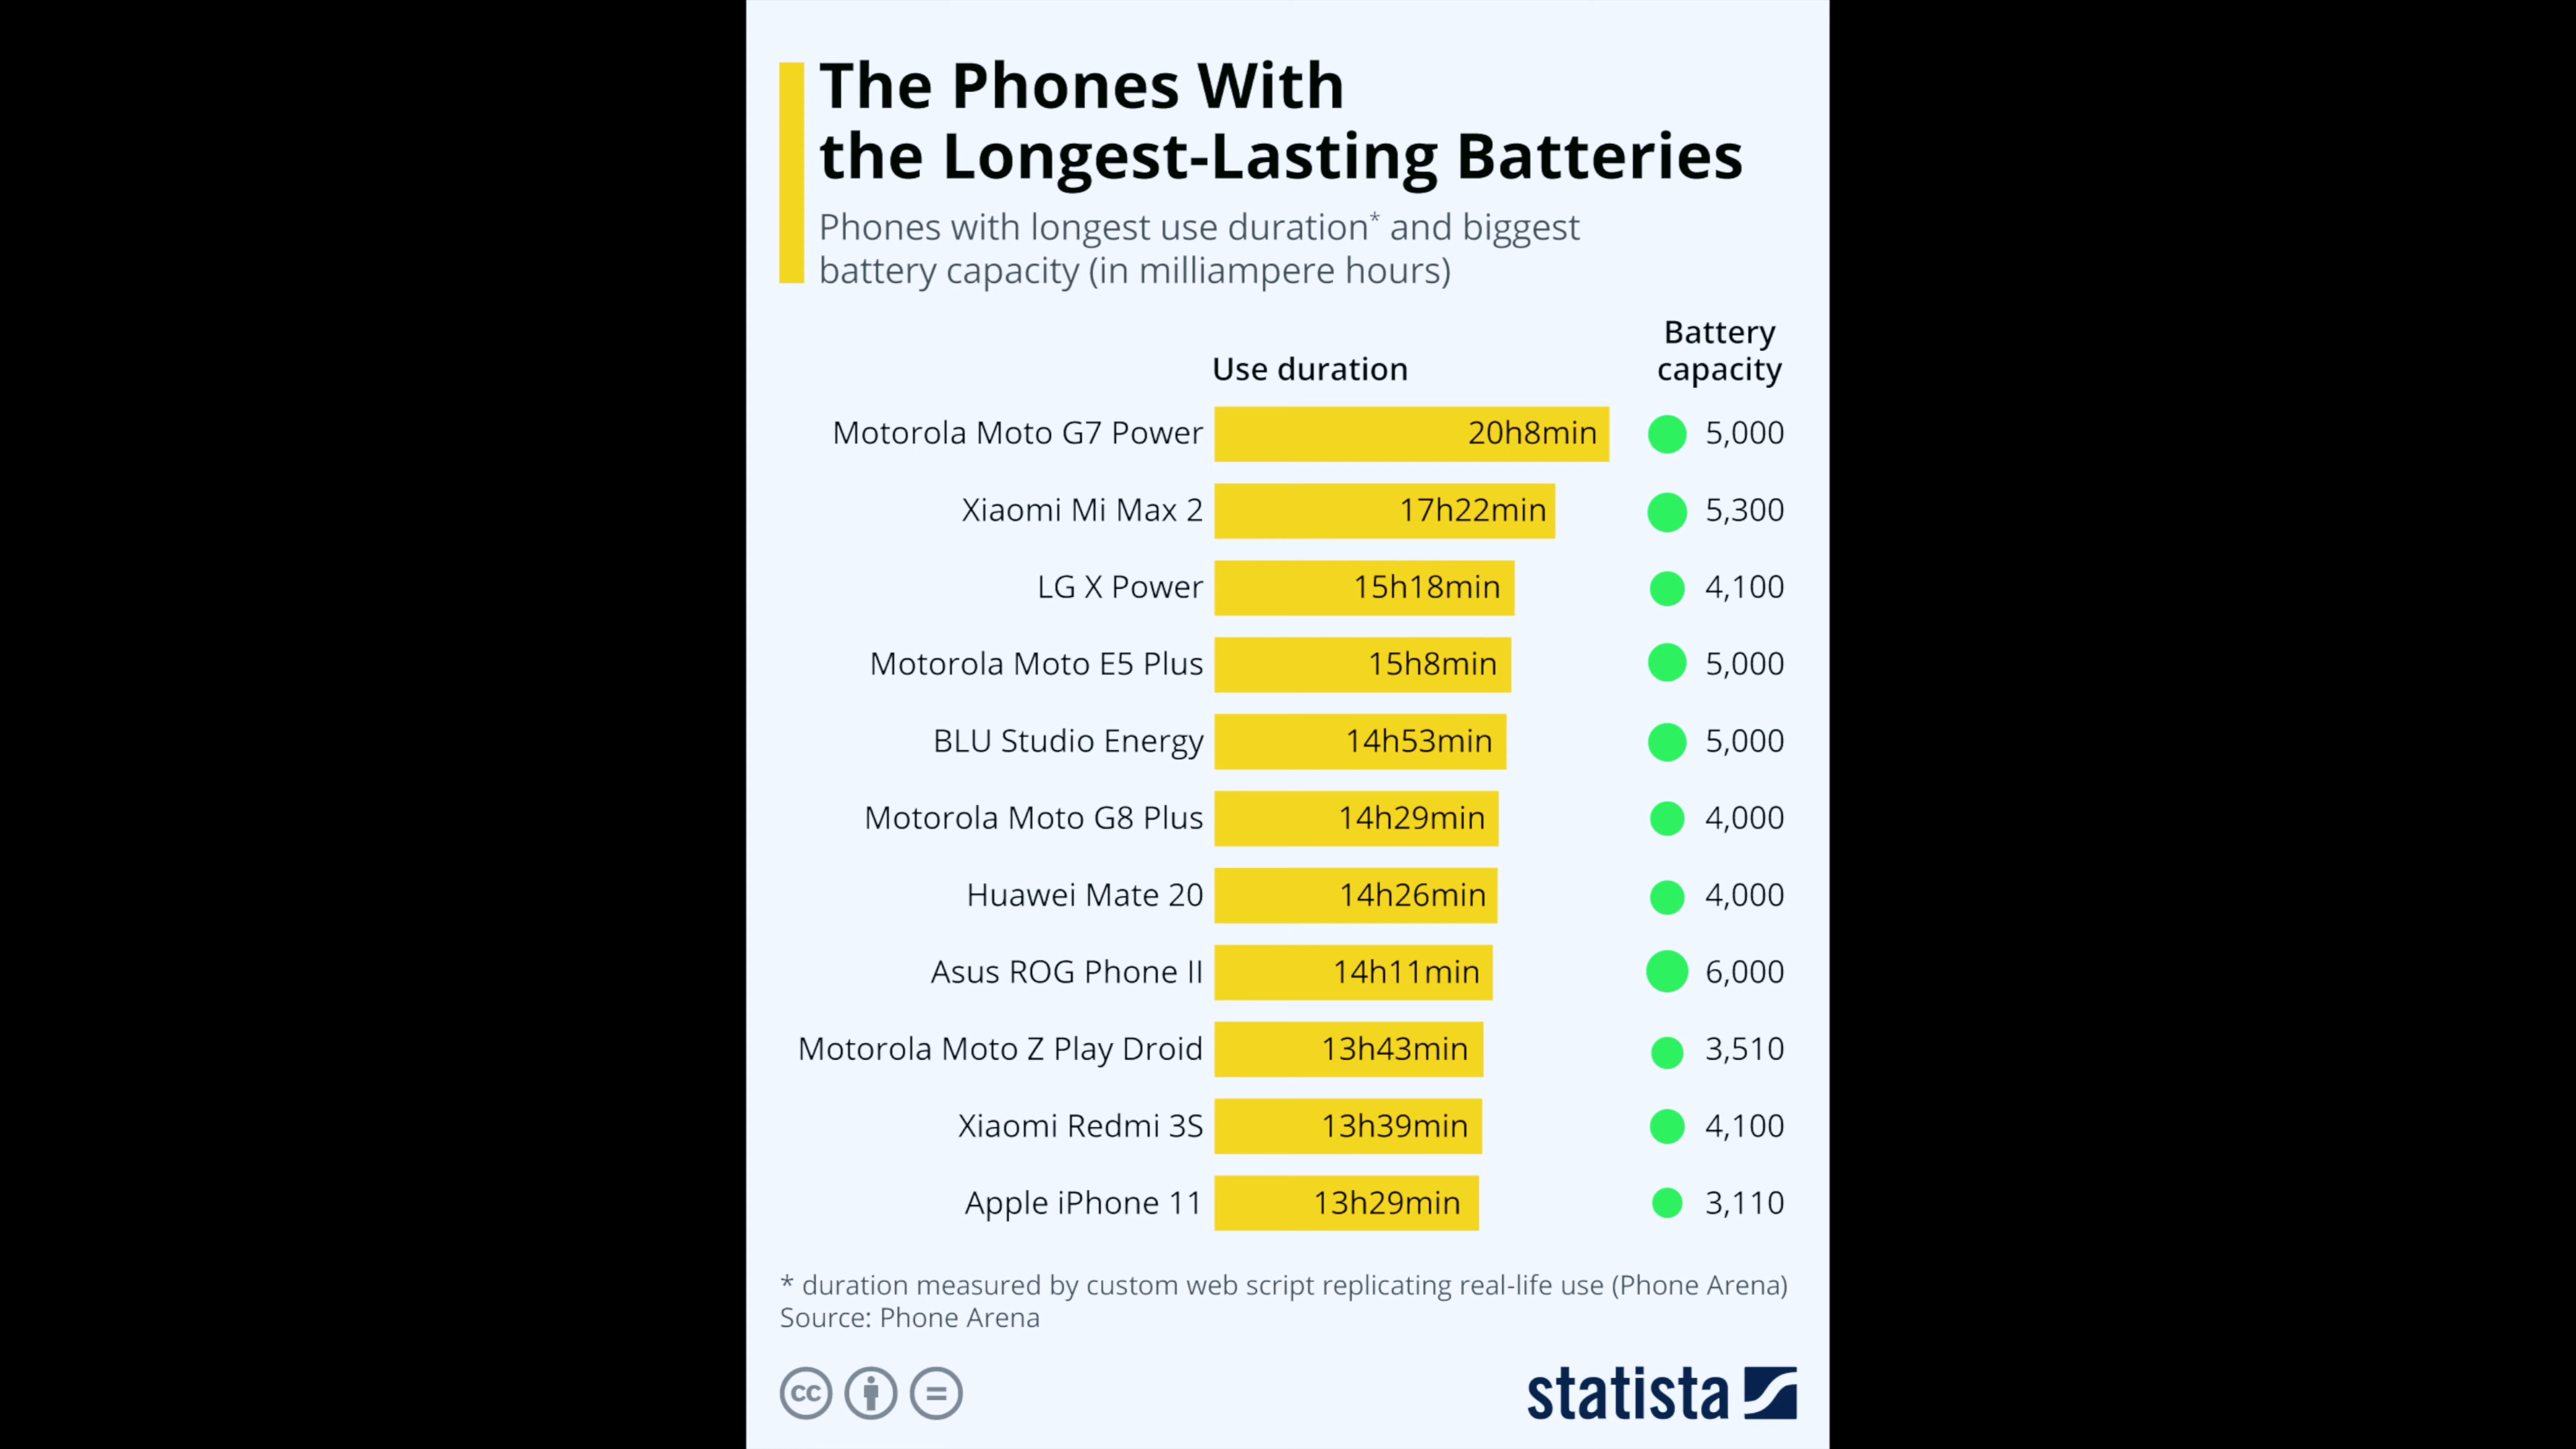 The Phones With
the Longest-Lasting Batteries
Phones with longest use duration* and biggest
battery capacity (in milliampere hours)
Use duration
Battery
capacity
Motorola Moto G7 Power 20h8min 5,000
Xiaomi Mi Max 2 17h22min 5,300
LG X Power 15h18min 4,100
Motorola Moto E5 Plus 15h8min 5,000
BLU Studio Energy 14h53min 5,000
Motorola Moto G8 Plus 14h29min 4,000
Huawei Mate 20 14h26min 4,000
Asus ROG Phone II 14h11min 6,000
Motorola Moto Z Play Droid 13h43min 3,510
Xiaomi Redmi 3S 13h39min 4,100
Apple iPhone 11 13h29min 3,110
* duration measured by custom web script replicating real-life use (Phone Arena)
Source: Phone Arena
cc =
statista